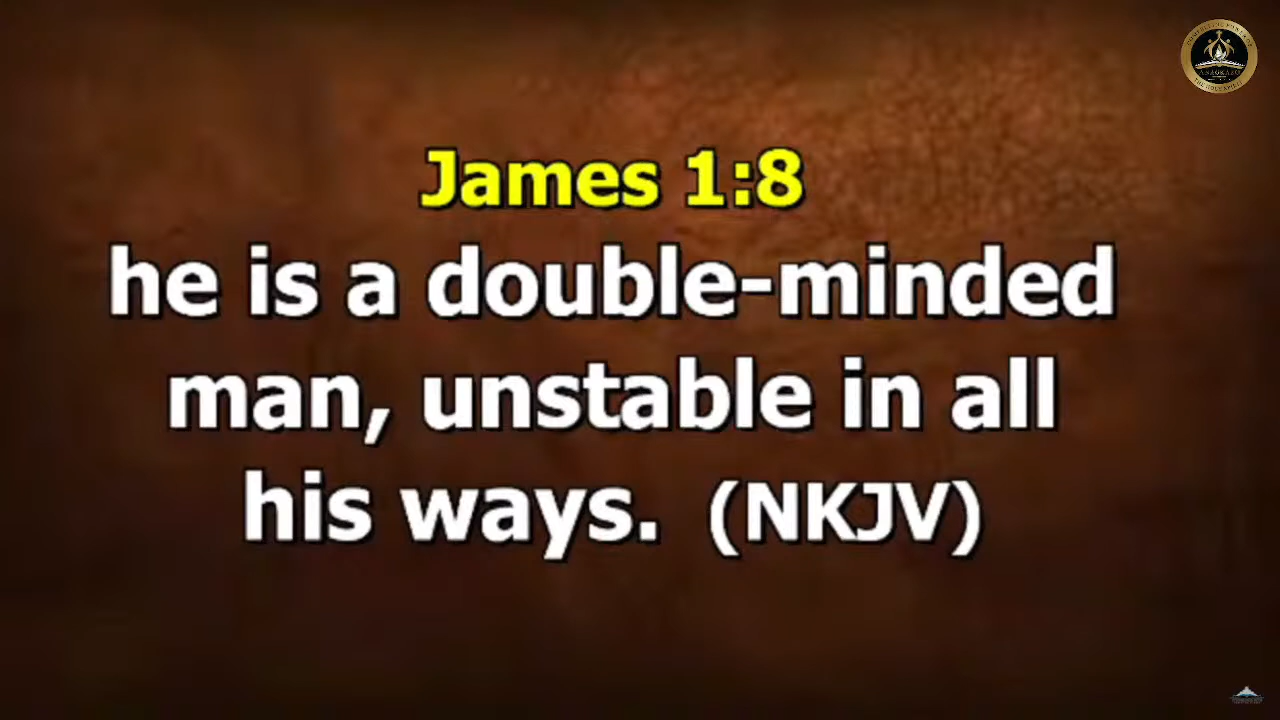 James 1:8
he is a double-minded
man, unstable in all
his ways. (NKJV)